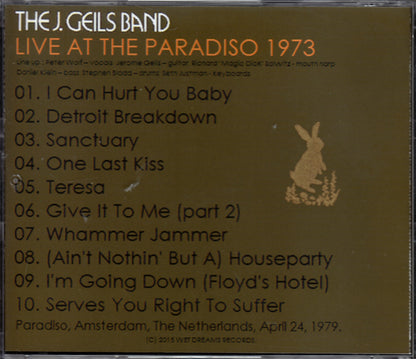 THE J. GEILS BAND
LIVE AT THE PARADISO 1973
Line up : Peter Wolf – vocals Jerome Geils – guitar Richard "Magic Dick" Salwitz - mouth harp
Daniel Klein – bass Stephen Bladd – drums Seth Justman - keyboards
01. I Can Hurt You Baby
02. Detroit Breakdown
03. Sanctuary
04. One Last Kiss
05. Teresa
06. Give It To Me (part 2)
07. Whammer Jammer
08. (Ain't Nothin' But A) Houseparty
09. I'm Going Down (Floyd's Hotel)
10. Serves You Right To Suffer
Paradiso, Amsterdam, The Netherlands, April 24, 1979.
(C) 2015 WET DREAMS RECORDS.